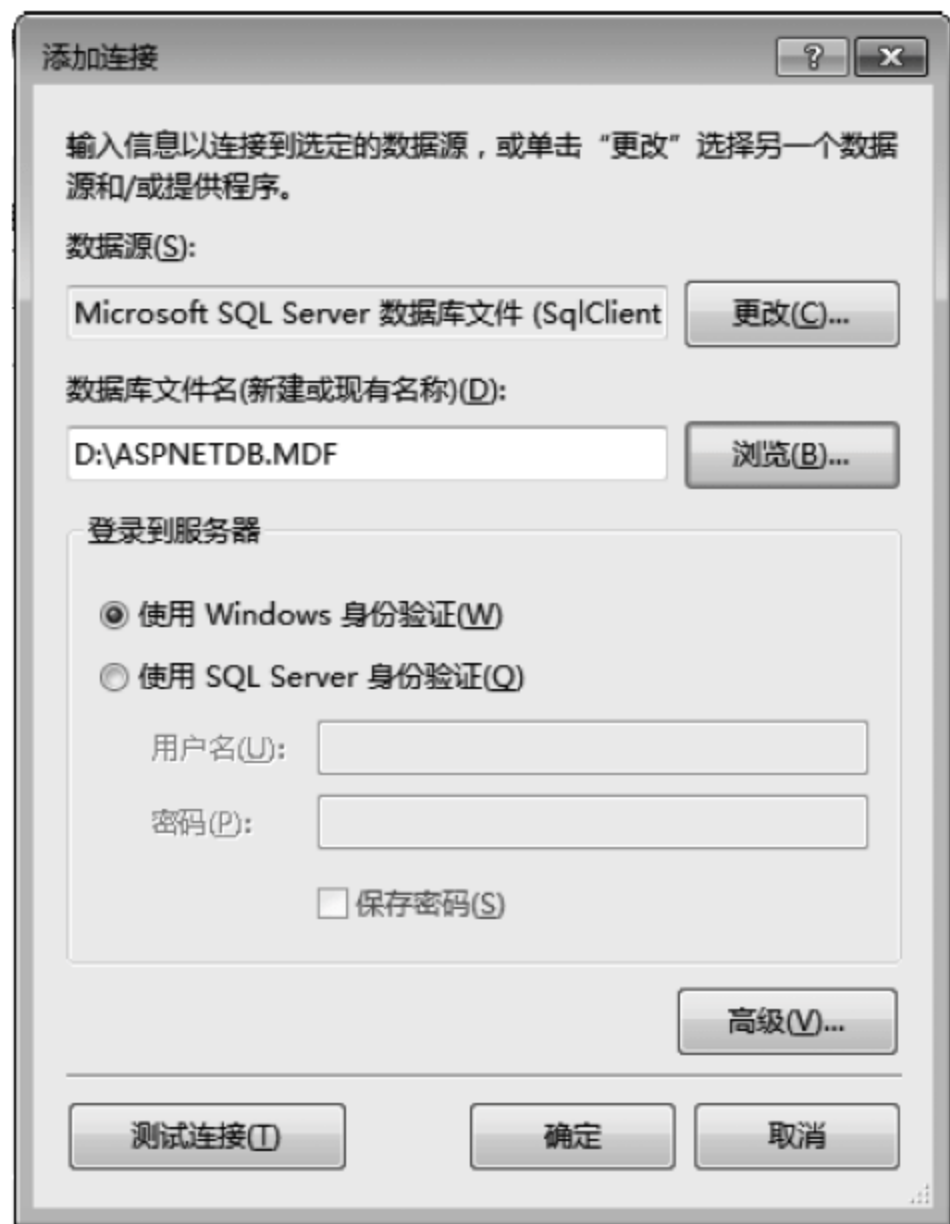 添加连接
输入信息以连接到选定的数据源，或单击“更改”选择另一个数据
源和/或提供程序。
数据源(S):
Microsoft SQL Server 数据库文件 (SqlClient
更改(C)...
数据库文件名(新建或现有名称)(D):
D:\ASPNETDB.MDF
浏览(B)...
登录到服务器
使用 Windows 身份验证(W)
使用 SQL Server 身份验证(Q)
用户名(U):
密码(P):
保存密码(S)
高级(V)...
测试连接(T)
确定
取消